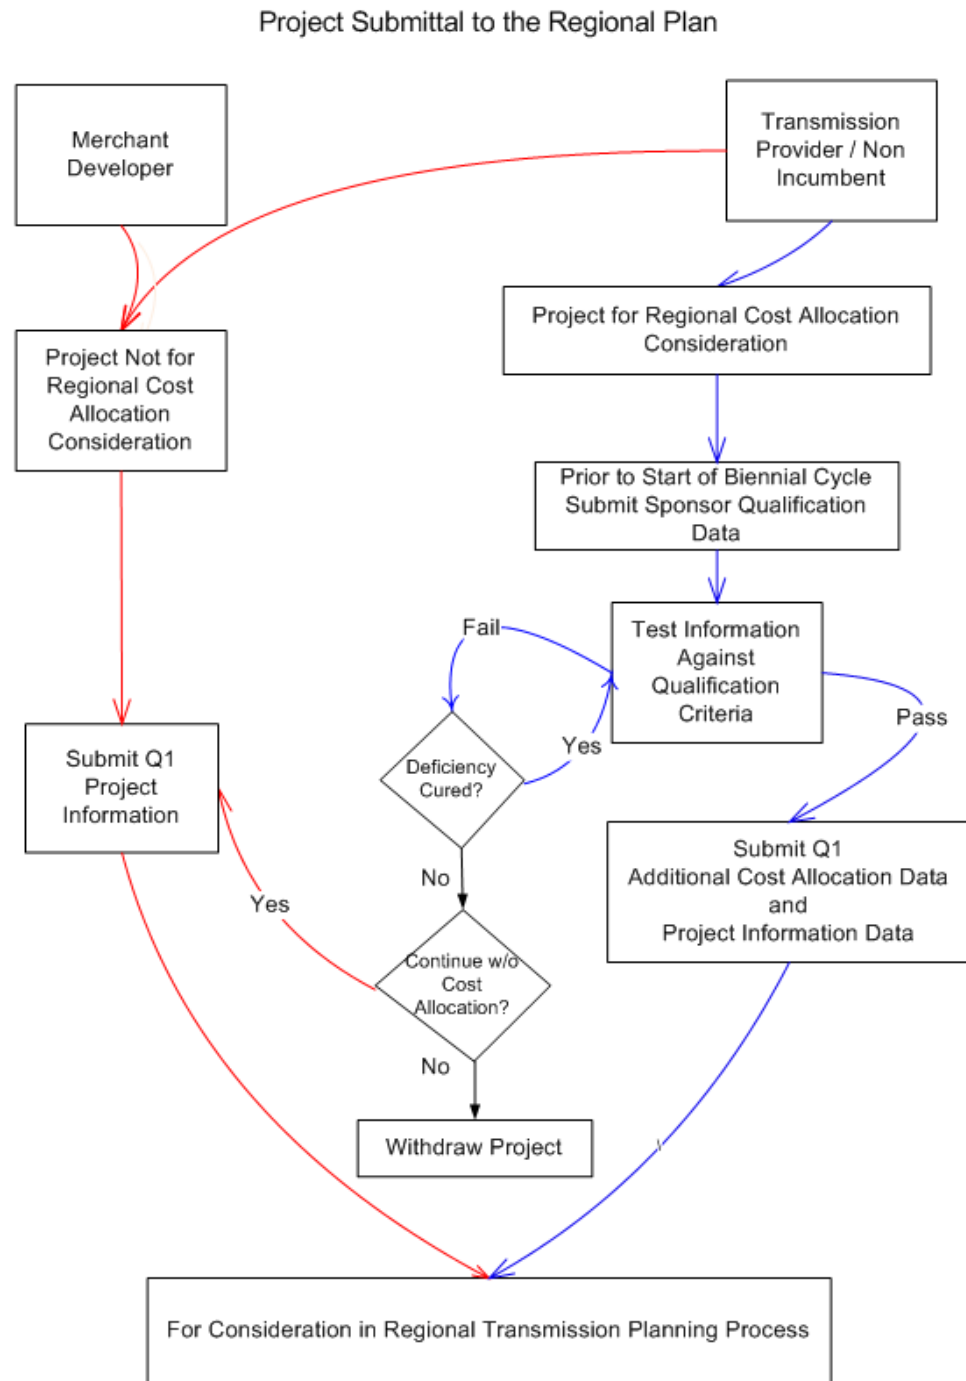 Project Submittal to the Regional Plan
Merchant
Developer
Transmission
Provider / Non
Incumbent
Project for Regional Cost Allocation
Consideration
Project Not for
Regional Cost
Allocation
Consideration
Prior to Start of Biennial Cycle
Submit Sponsor Qualification
Data
Test Information
Against
Qualification
Criteria
Fail
Pass
Yes
Deficiency
Cured?
Submit Q1
Project
Information
No
Submit Q1
Additional Cost Allocation Data
and
Project Information Data
Yes
Continue w/o
Cost
Allocation?
No
Withdraw Project
For Consideration in Regional Transmission Planning Process